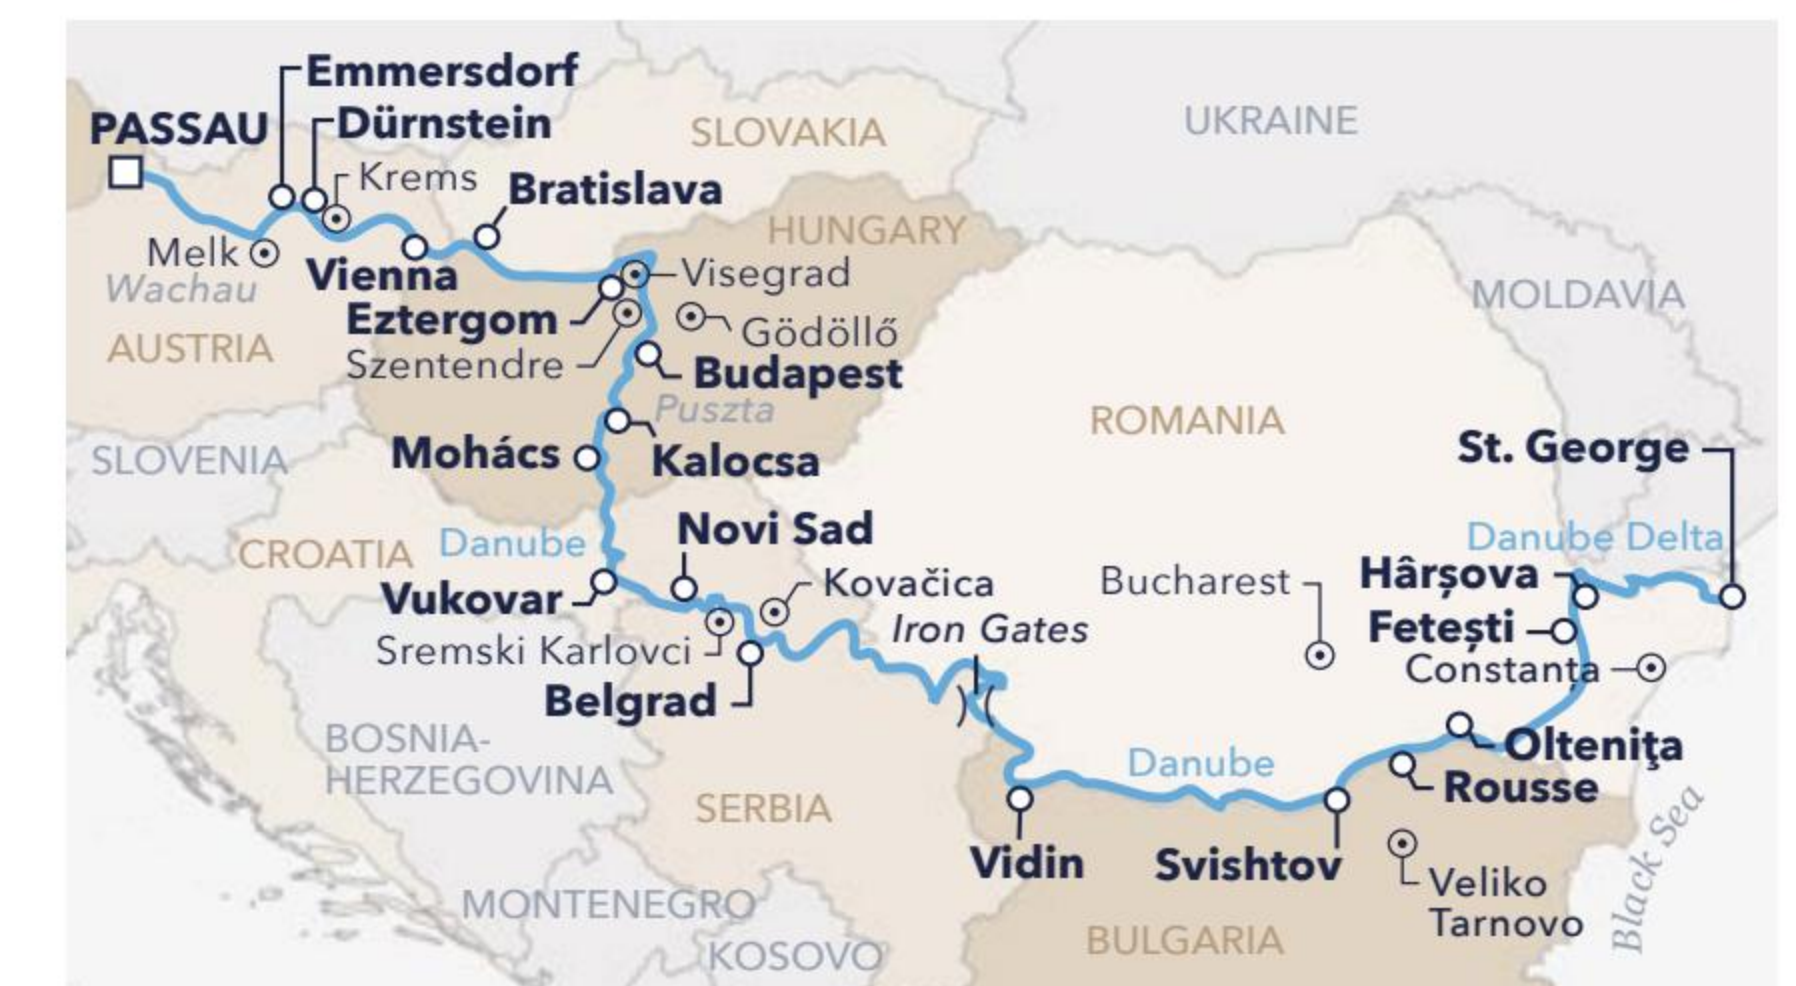 Emmersdorf
PASSAU
Dürnstein
SLOVAKIA
UKRAINE
Krems
Bratislava
HUNGARY
Melk
Wachau
Vienna
Visegrad
MOLDAVIA
Eztergom
Gödöllő
AUSTRIA
Szentendre
Budapest
Puszta
ROMANIA
SLOVENIA
Mohács
Kalocsa
St. George
Novi Sad
CROATIA
Danube
Danube Delta
Vukovar
Kovačica
Bucharest
Hârșova
Sremski Karlovci
Iron Gates
Fetești
Constanța
Belgrad
BOSNIA-
HERZEGOVINA
Danube
Olteniţa
Rousse
SERBIA
Vidin
Svishtov
Black Sea
Veliko
Tarnovo
MONTENEGRO
KOSOVO
BULGARIA